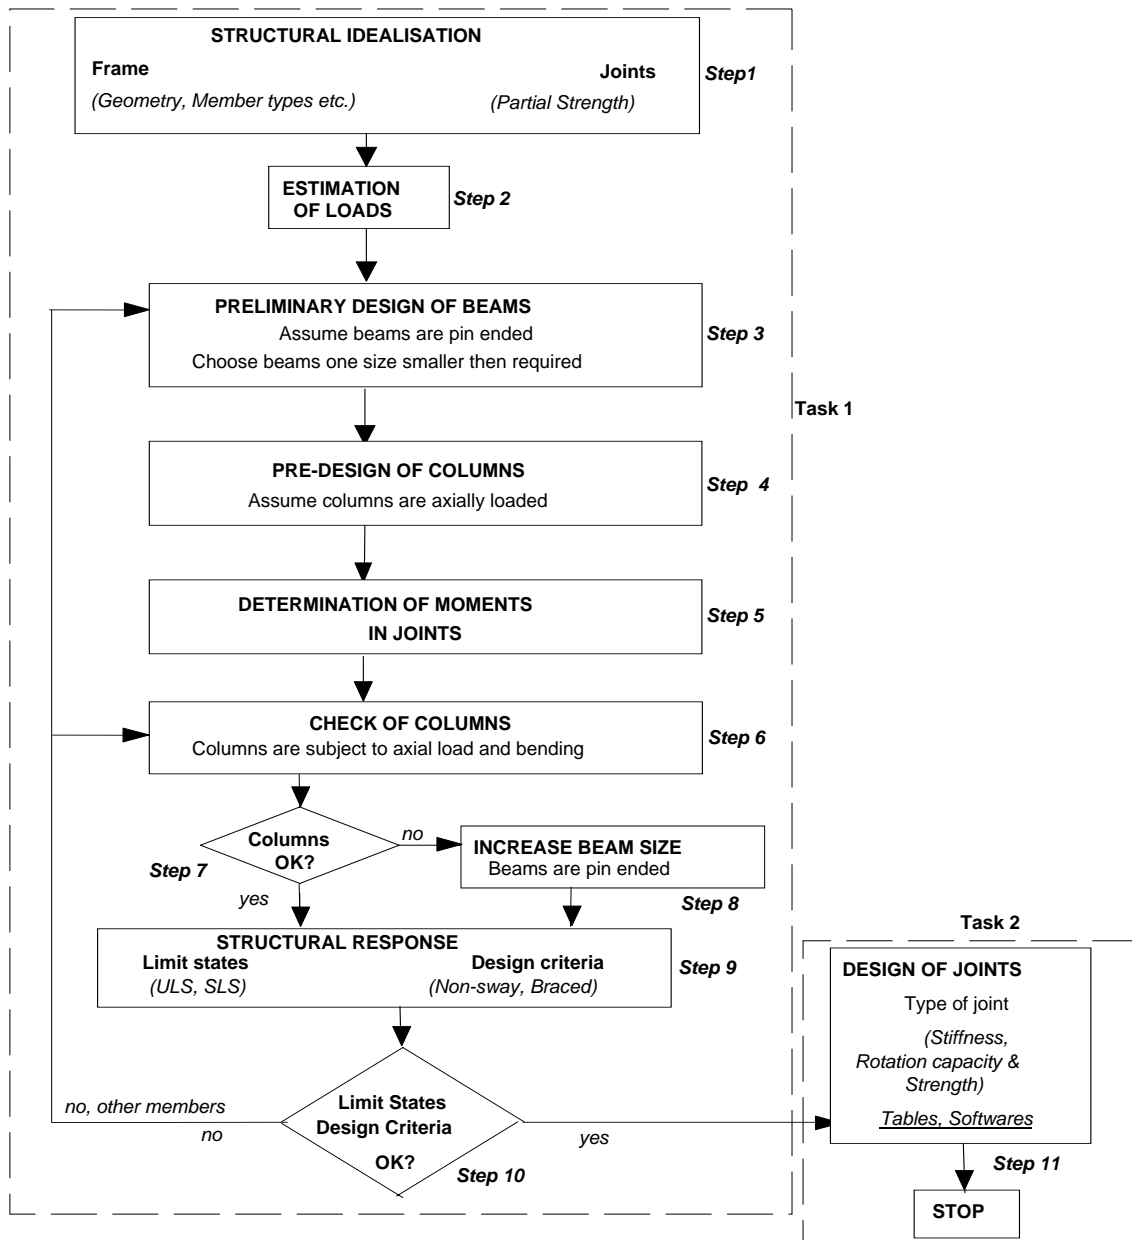 STRUCTURAL IDEALISATION
Frame
Joints
Step1
(Geometry, Member types etc.)
(Partial Strength)
ESTIMATION
OF LOADS
Step 2
PRELIMINARY DESIGN OF BEAMS
Assume beams are pin ended
Choose beams one size smaller then required
Step 3
Task 1
PRE-DESIGN OF COLUMNS
Assume columns are axially loaded
Step 4
DETERMINATION OF MOMENTS
IN JOINTS
Step 5
CHECK OF COLUMNS
Columns are subject to axial load and bending
Step 6
Columns
OK?
Step 7
no
yes
INCREASE BEAM SIZE
Beams are pin ended
Step 8
STRUCTURAL RESPONSE
Limit states
(ULS, SLS)
Design criteria
(Non-sway, Braced)
Step 9
no, other members
no
Limit States
Design Criteria
OK?
yes
Step 10
Task 2
DESIGN OF JOINTS
Type of joint
(Stiffness,
Rotation capacity &
Strength)
Tables, Softwares
Step 11
STOP